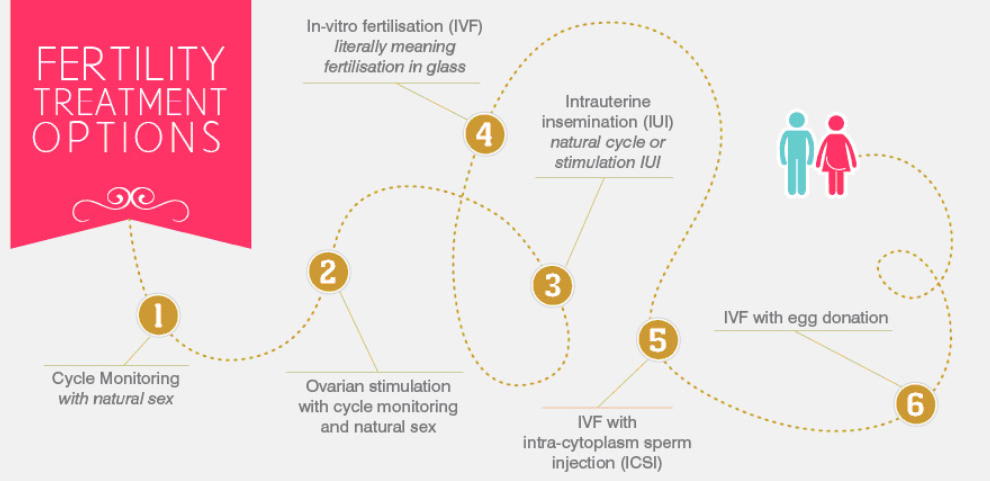 FERTILITY
TREATMENT
OPTIONS
1
Cycle Monitoring
with natural sex
2
Ovarian stimulation
with cycle monitoring
and natural sex
3
Intrauterine
insemination (IUI)
natural cycle or
stimulation IUI
4
In-vitro fertilisation (IVF)
literally meaning
fertilisation in glass
5
IVF with
intra-cytoplasm sperm
injection (ICSI)
6
IVF with egg donation